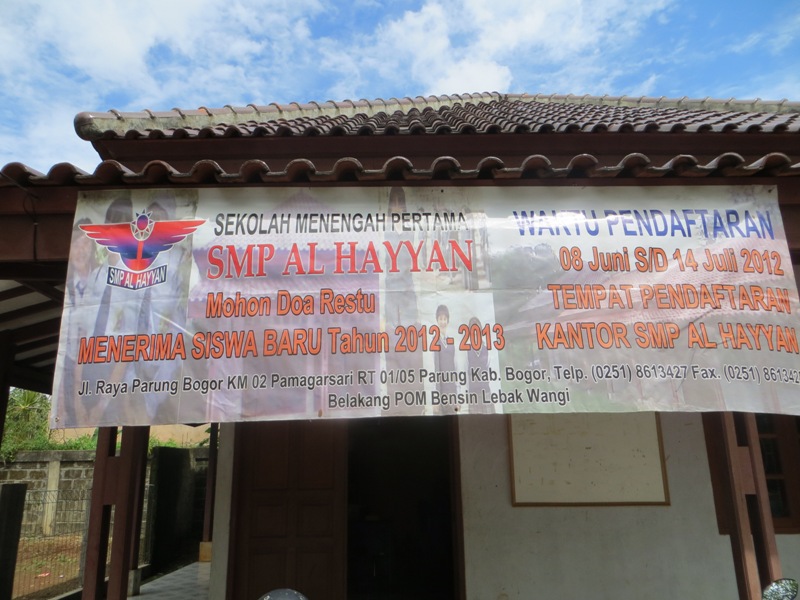 SMP AL HAYYAN
SEKOLAH MENENGAH PERTAMA
SMP AL HAYYAN
Mohon Doa Restu
MENERIMA SISWA BARU Tahun 2012 - 2013
WAKTU PENDAFTARAN
08 Juni S/D 14 Juli 2012
TEMPAT PENDAFTARAN
KANTOR SMP AL HAYYAN
Jl. Raya Parung Bogor KM 02 Pamagarsari RT 01/05 Parung Kab. Bogor, Telp. (0251) 8613427 Fax. (0251)
Belakang POM Bensin Lebak Wangi